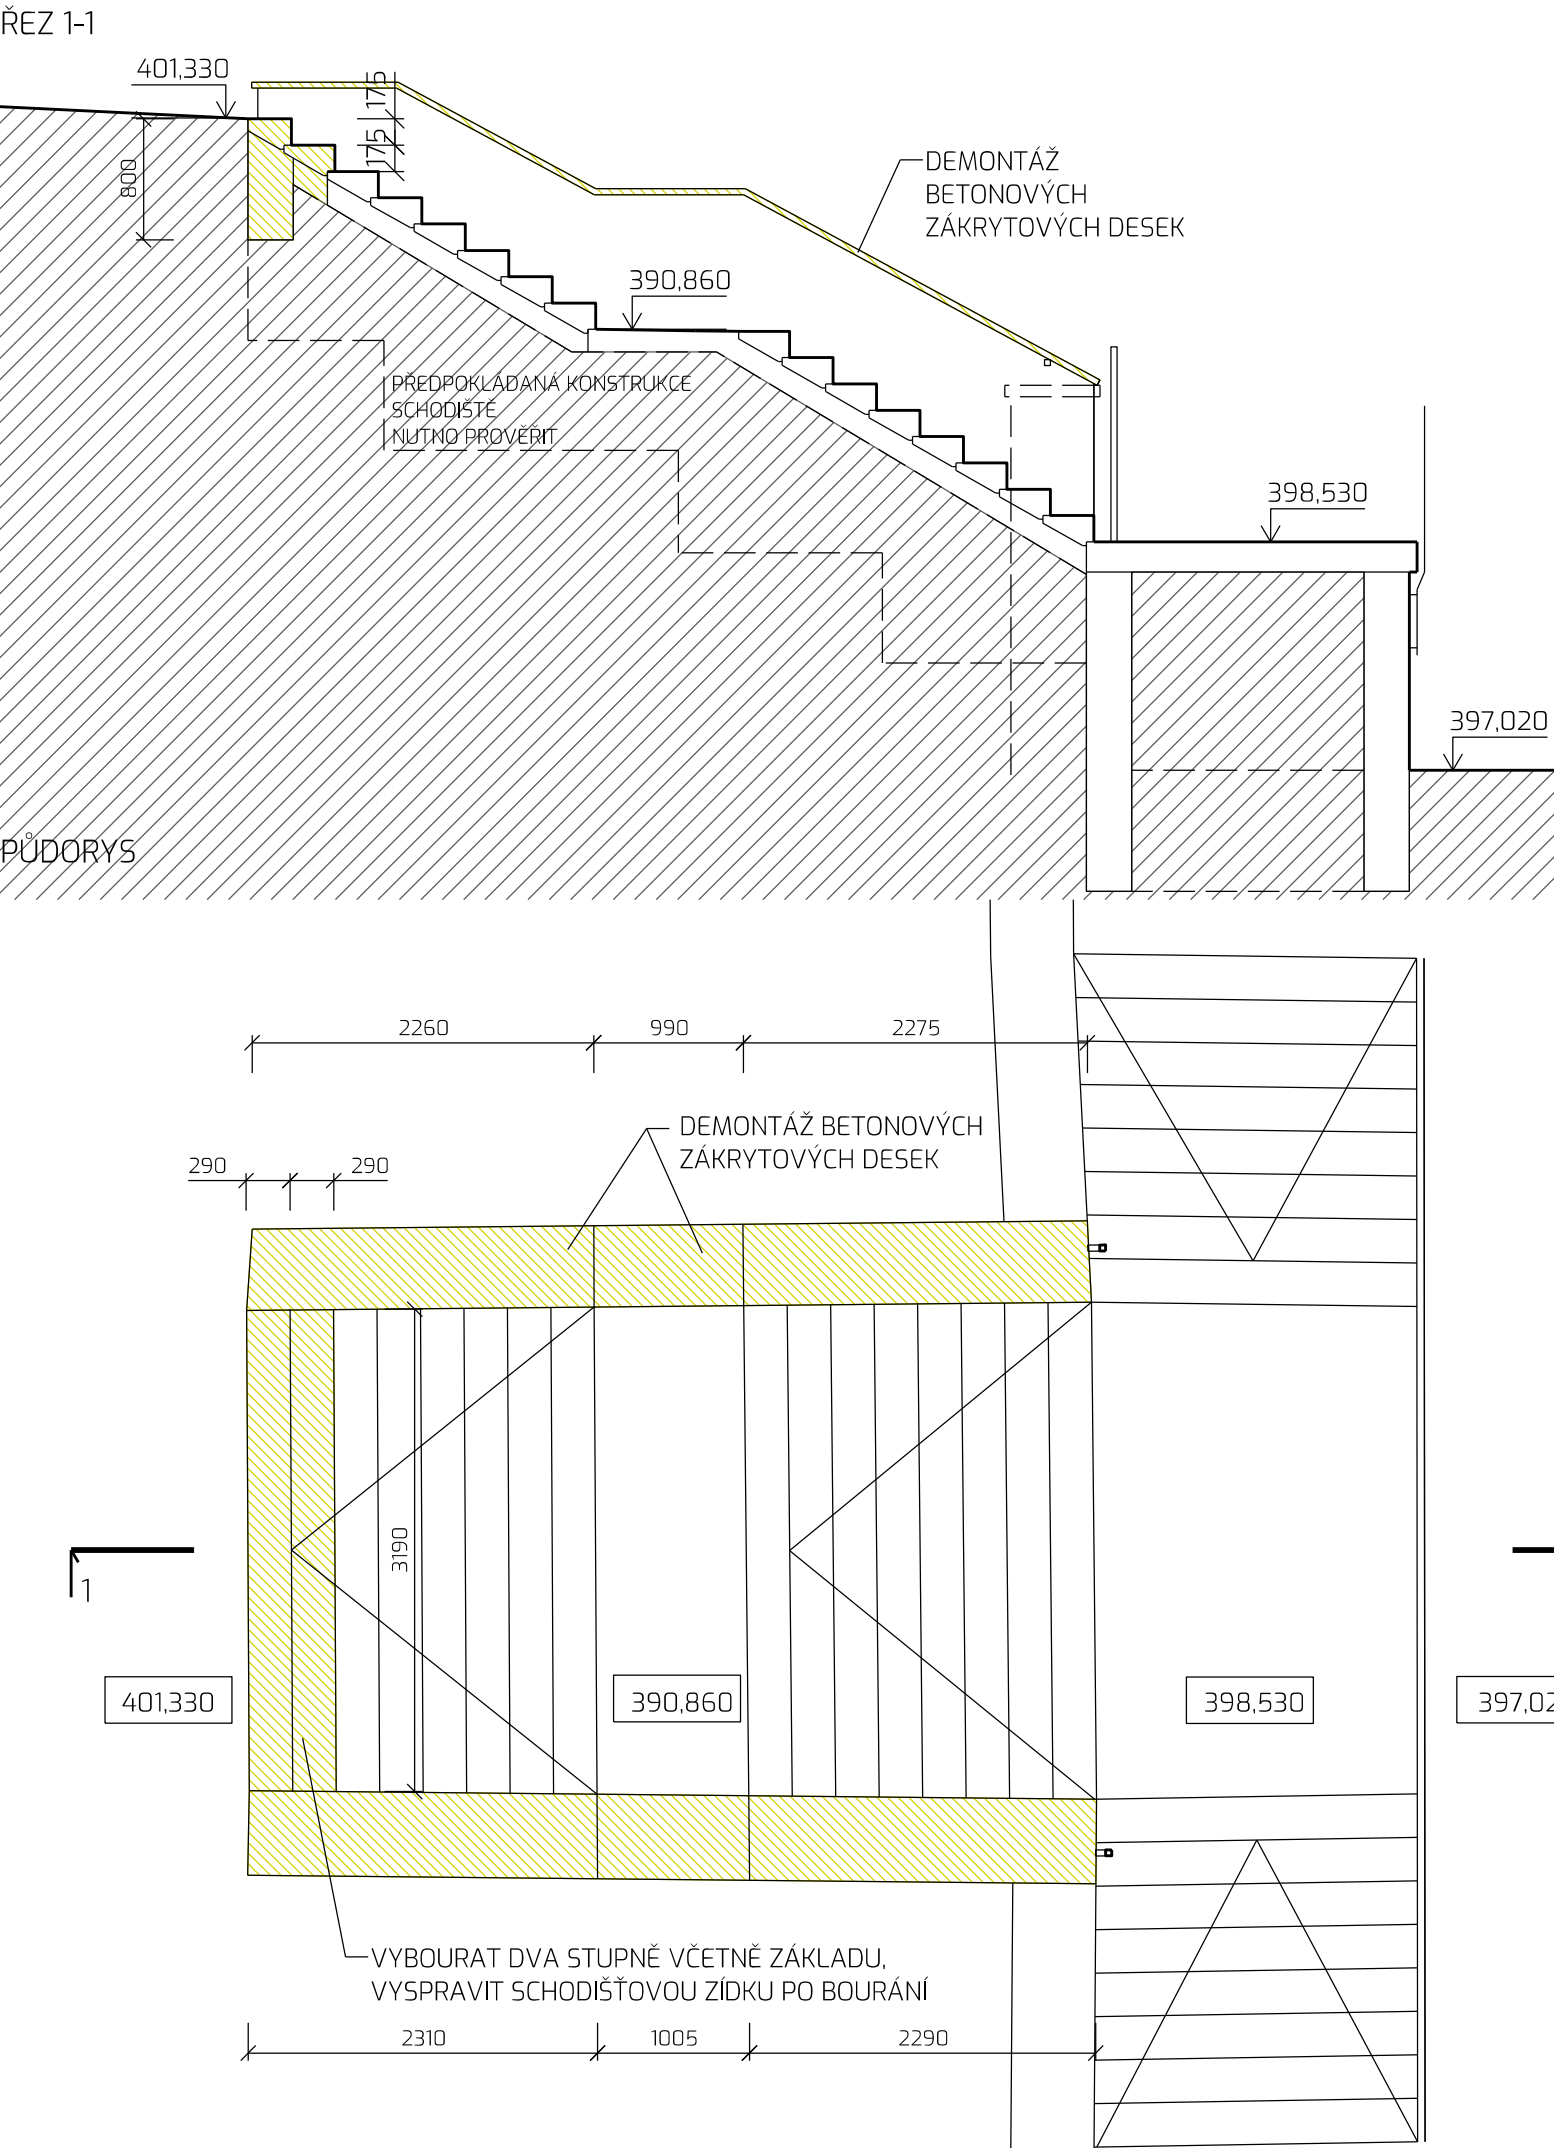 ŘEZ 1-1
401,330
175
175
800
DEMONTÁŽ
BETONOVÝCH
ZÁKRYTOVÝCH DESEK
390,860
PŘEDPOKLÁDANÁ KONSTRUKCE
SCHODIŠTĚ
NUTNO PROVĚŘIT
398,530
397,020
PŮDORYS
2260
990
2275
DEMONTÁŽ BETONOVÝCH
ZÁKRYTOVÝCH DESEK
290
290
3190
1
401,330
390,860
398,530
397,02
VYBOURAT DVA STUPNĚ VČETNĚ ZÁKLADU,
VYSPRAVIT SCHODIŠŤOVOU ZÍDKU PO BOURÁNÍ
2310
1005
2290